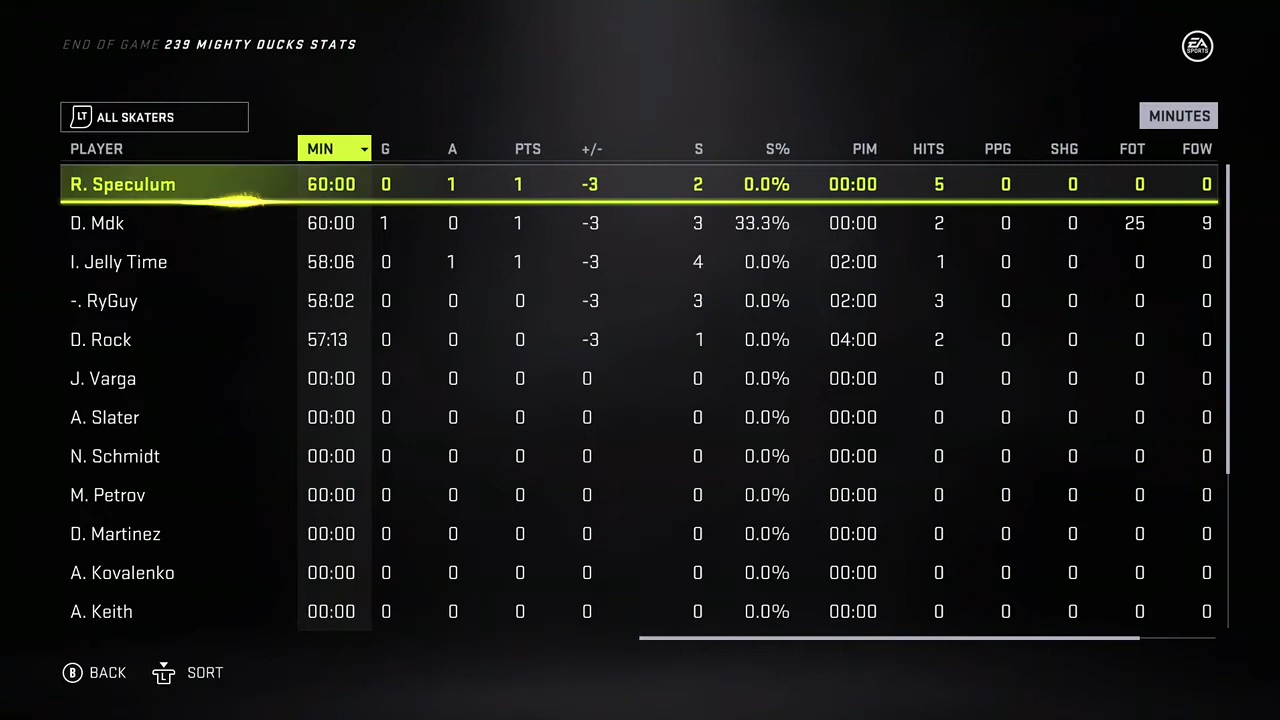 END OF GAME 239 MIGHTY DUCKS STATS
EA SPORTS
LT ALL SKATERS
MINUTES
PLAYER MIN G A PTS +/- S S% PIM HITS PPG SHG FOT FOW
R. Speculum 60:00 0 1 1 -3 2 0.0% 00:00 5 0 0 0 0
D. Mdk 60:00 1 0 1 -3 3 33.3% 00:00 2 0 0 25 9
I. Jelly Time 58:06 0 1 1 -3 4 0.0% 02:00 1 0 0 0 0
-. RyGuy 58:02 0 0 0 -3 3 0.0% 02:00 3 0 0 0 0
D. Rock 57:13 0 0 0 -3 1 0.0% 04:00 2 0 0 0 0
J. Varga 00:00 0 0 0 0 0 0.0% 00:00 0 0 0 0 0
A. Slater 00:00 0 0 0 0 0 0.0% 00:00 0 0 0 0 0
N. Schmidt 00:00 0 0 0 0 0 0.0% 00:00 0 0 0 0 0
M. Petrov 00:00 0 0 0 0 0 0.0% 00:00 0 0 0 0 0
D. Martinez 00:00 0 0 0 0 0 0.0% 00:00 0 0 0 0 0
A. Kovalenko 00:00 0 0 0 0 0 0.0% 00:00 0 0 0 0 0
A. Keith 00:00 0 0 0 0 0 0.0% 00:00 0 0 0 0 0
B BACK L SORT